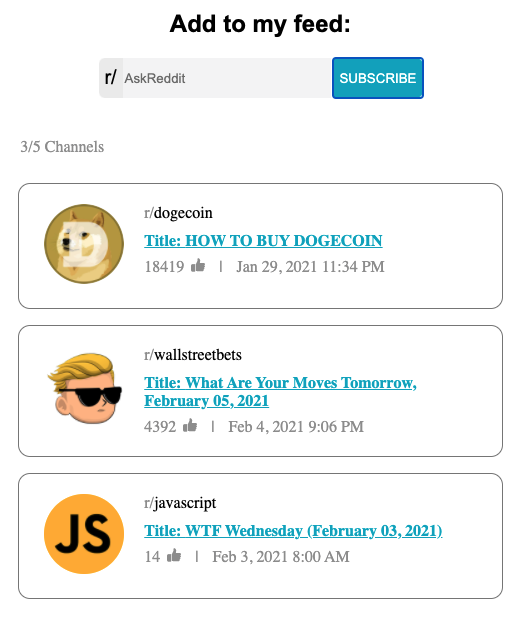 Add to my feed:
r/ AskReddit SUBSCRIBE
3/5 Channels
r/dogecoin
D
Title: HOW TO BUY DOGECOIN
18419 | Jan 29, 2021 11:34 PM
r/wallstreetbets
Title: What Are Your Moves Tomorrow,
February 05, 2021
4392 | Feb 4, 2021 9:06 PM
r/javascript
JS
Title: WTF Wednesday (February 03, 2021)
14 | Feb 3, 2021 8:00 AM